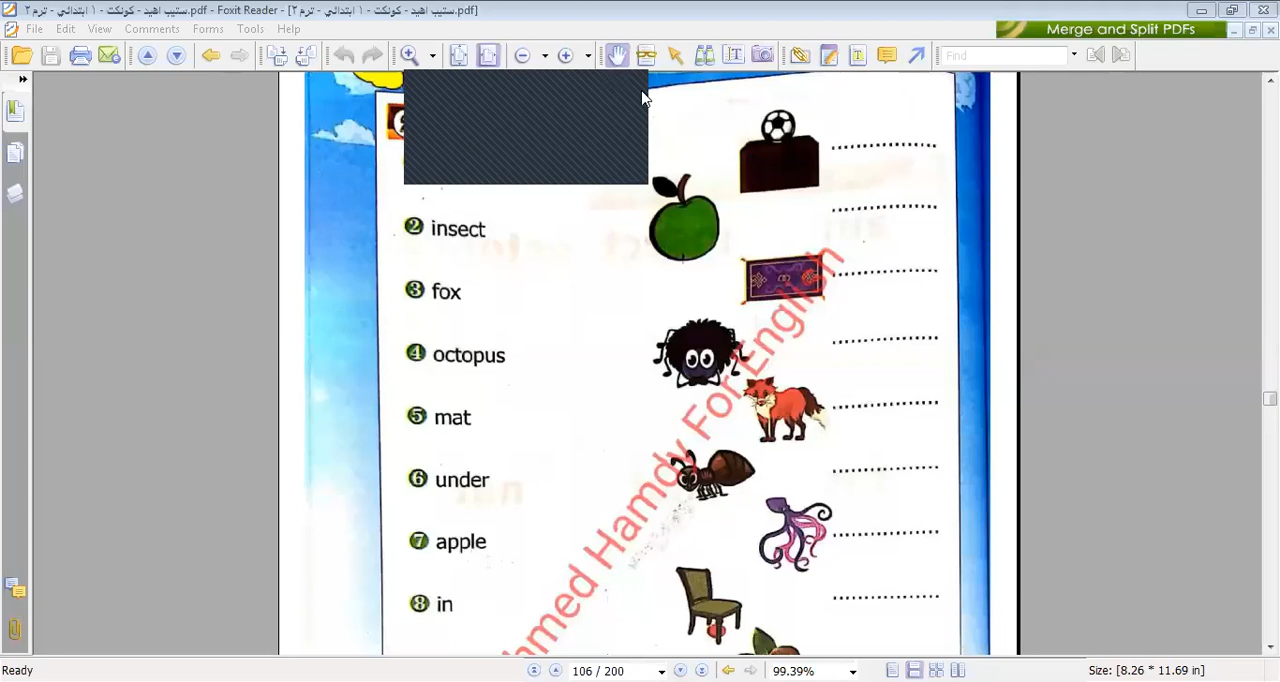 ستيب اهيد - كونكت - ١ ابتدائي - ترم ٢.pdf - Foxit Reader - [ستيب اهيد - كونكت - ١ ابتدائي - ترم ٢.pdf]
File Edit View Comments Forms Tools Help
Merge and Split PDFs
Find
2 insect
3 fox
4 octopus
5 mat
6 under
7 apple
8 in
hmed Hamdy For English
Ready
106 / 200
99.39%
Size: [8.26 * 11.69 IN]